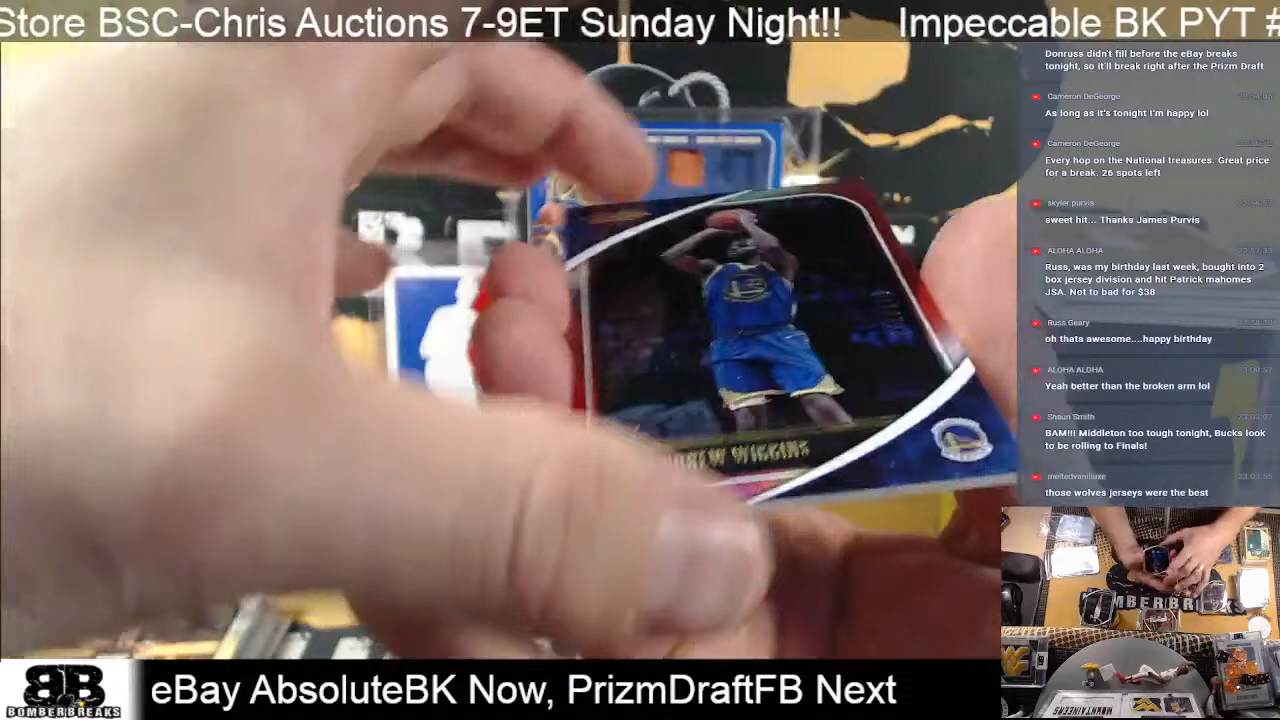 Store BSC-Chris Auctions 7-9ET Sunday Night!! Impeccable BK PYT #
Donruss didn't fill before the eBay breaks
tonight, so it'll break right after the Prizm Draft
Cameron DeGeorge
As long as it's tonight I'm happy lol
Cameron DeGeorge
Every hop on the National treasures. Great price
for a break. 26 spots left
skyler purvis
sweet hit... Thanks James Purvis
ALOHA ALOHA
Russ, was my birthday last week, bought into 2
box jersey division and hit Patrick mahomes
JSA. Not to bad for $38
Russ Geary
oh thats awesome....happy birthday
ALOHA ALOHA
Yeah better than the broken arm lol
Shaun Smith
BAM!!! Middleton too tough tonight, Bucks look
to be rolling to Finals!
meltedvanilluxe
those wolves jerseys were the best
WIGGINS
MOUNTAINEERS
BB
BOMBERBREAKS
eBay AbsoluteBK Now, PrizmDraftFB Next